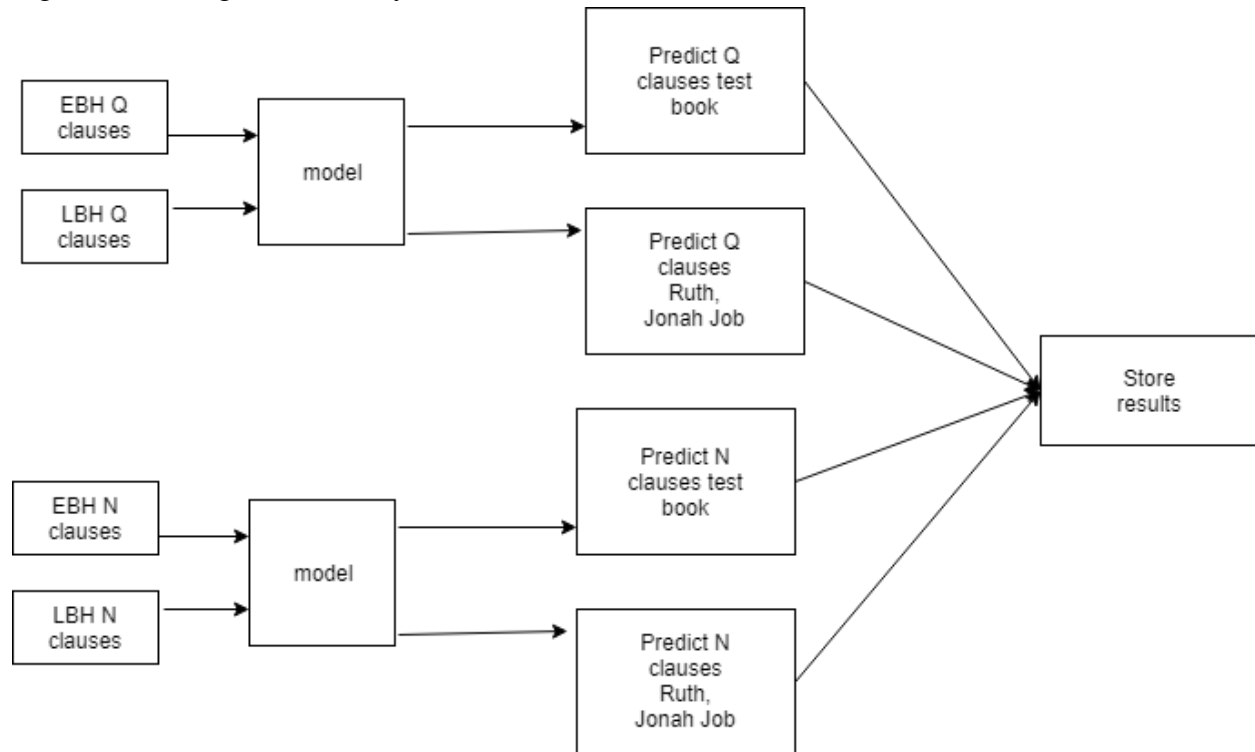 EBH Q
clauses
LBH Q
clauses
model
Predict Q
clauses test
book
Predict Q
clauses
Ruth,
Jonah Job
EBH N
clauses
LBH N
clauses
model
Predict N
clauses test
book
Predict N
clauses
Ruth,
Jonah Job
Store
results